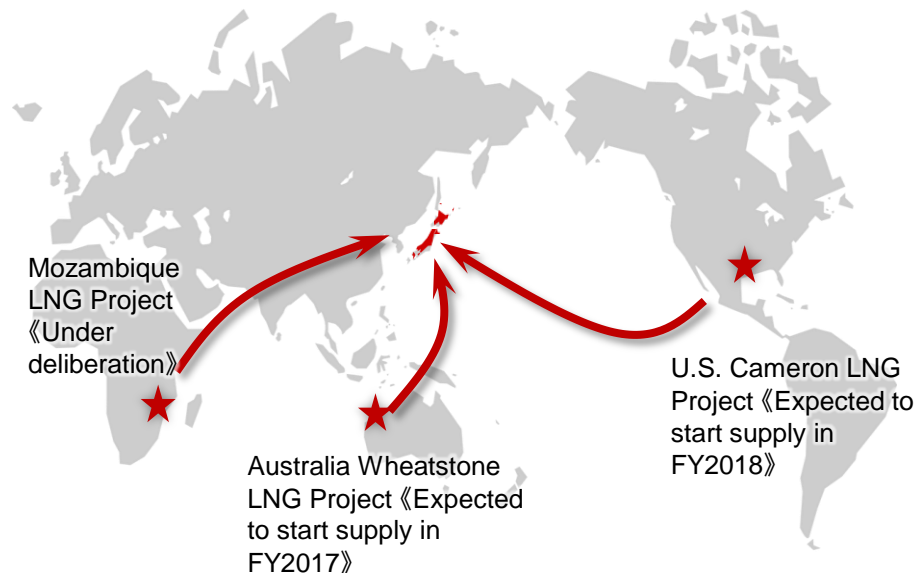 Mozambique
LNG Project
《Under
deliberation》
Australia Wheatstone
LNG Project《Expected
to start supply in
FY2017》
U.S. Cameron LNG
Project《Expected to
start supply in
FY2018》